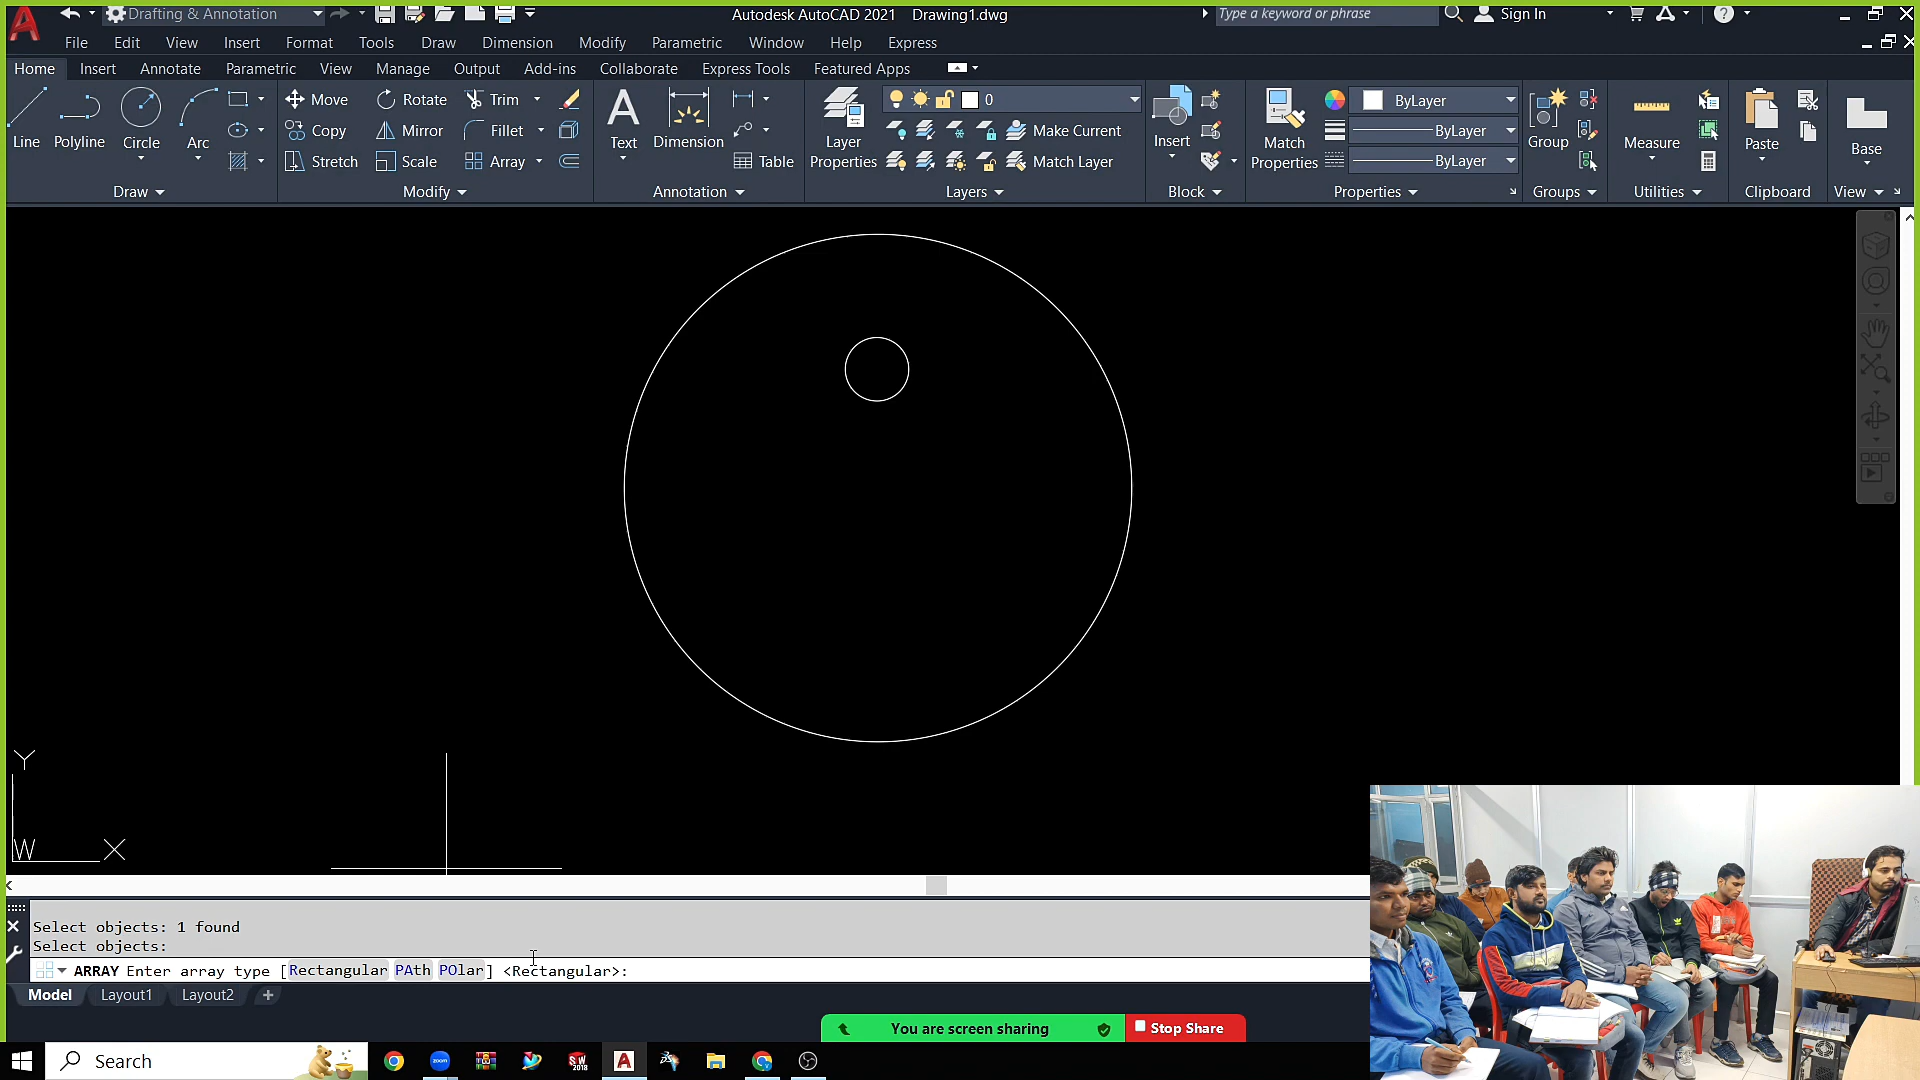 Drafting & Annotation
Autodesk AutoCAD 2021 Drawing1.dwg
Type a keyword or phrase
Sign In
File Edit View Insert Format Tools Draw Dimension Modify Parametric Window Help Express
Home Insert Annotate Parametric View Manage Output Add-ins Collaborate Express Tools Featured Apps
Line Polyline Circle Arc
Move Rotate Trim
Copy Mirror Fillet
Stretch Scale Array
Text Dimension Table
Layer Properties
0
Make Current
Match Layer
Insert
Match Properties
ByLayer
ByLayer
ByLayer
Group
Measure
Paste
Base
Draw Modify Annotation Layers Block Properties Groups Utilities Clipboard View
Y
W X
Select objects: 1 found
Select objects:
ARRAY Enter array type [Rectangular PAth POlar] <Rectangular>:
Model Layout1 Layout2 +
You are screen sharing Stop Share
Search
zoom
SW
2018